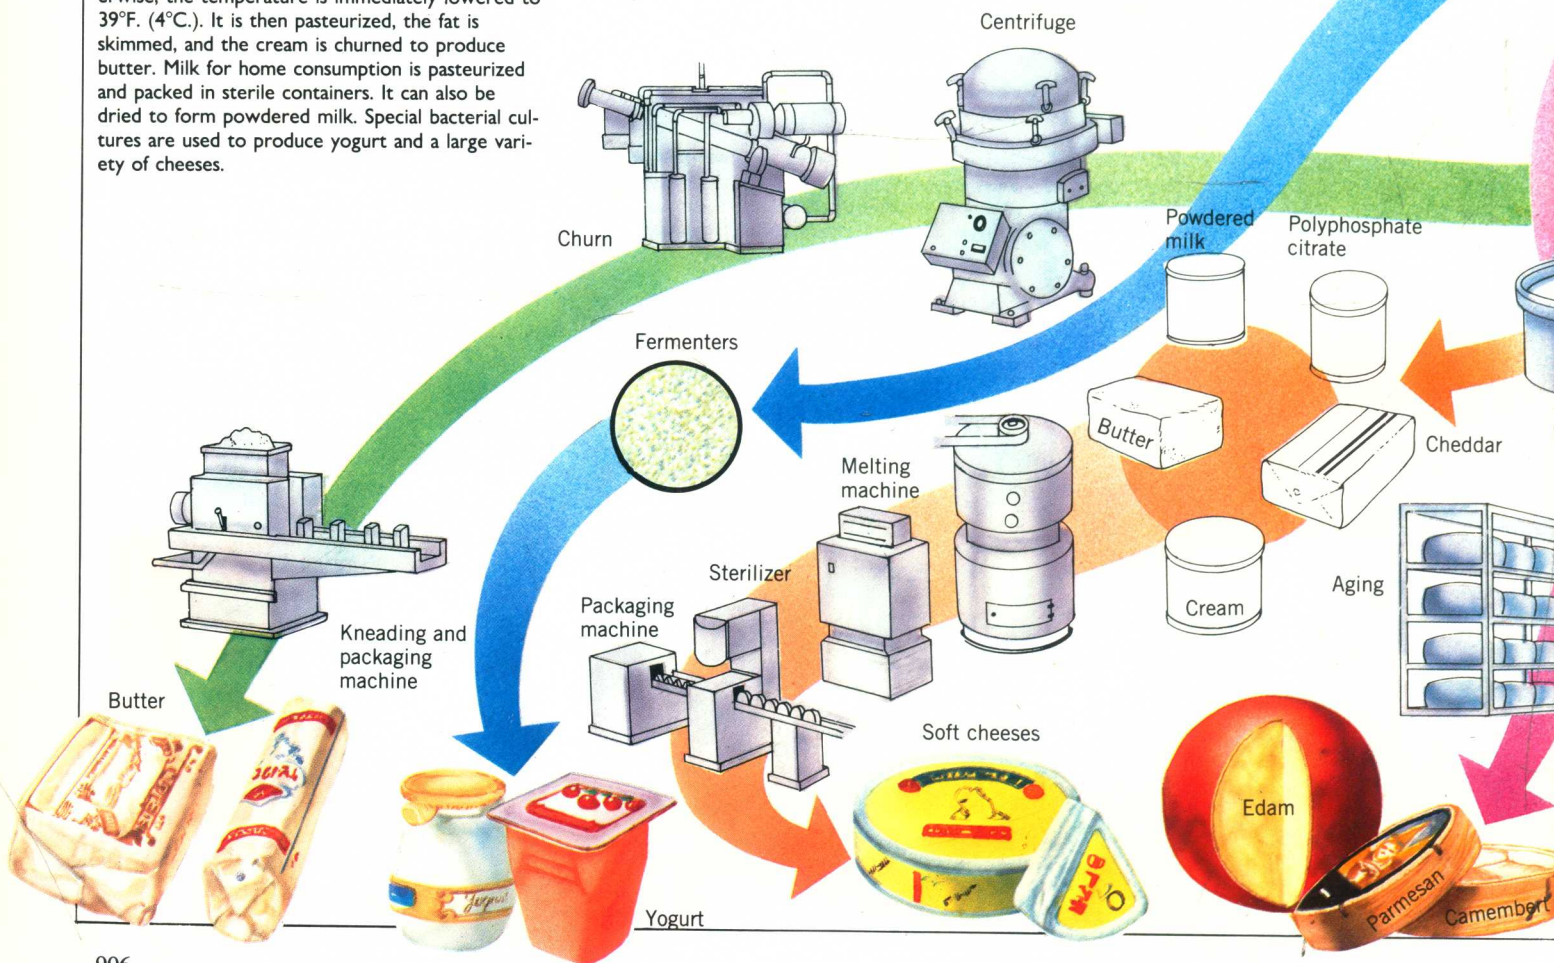 39°F. (4°C.). It is then pasteurized, the fat is
skimmed, and the cream is churned to produce
butter. Milk for home consumption is pasteurized
and packed in sterile containers. It can also be
dried to form powdered milk. Special bacterial cul-
tures are used to produce yogurt and a large vari-
ety of cheeses.
Centrifuge
Churn
Powdered
milk
Polyphosphate
citrate
Fermenters
Butter
Cheddar
Melting
machine
Sterilizer
Aging
Packaging
machine
Cream
Kneading and
packaging
machine
Butter
Soft cheeses
Edam
Parmesan
Camembert
Yogurt